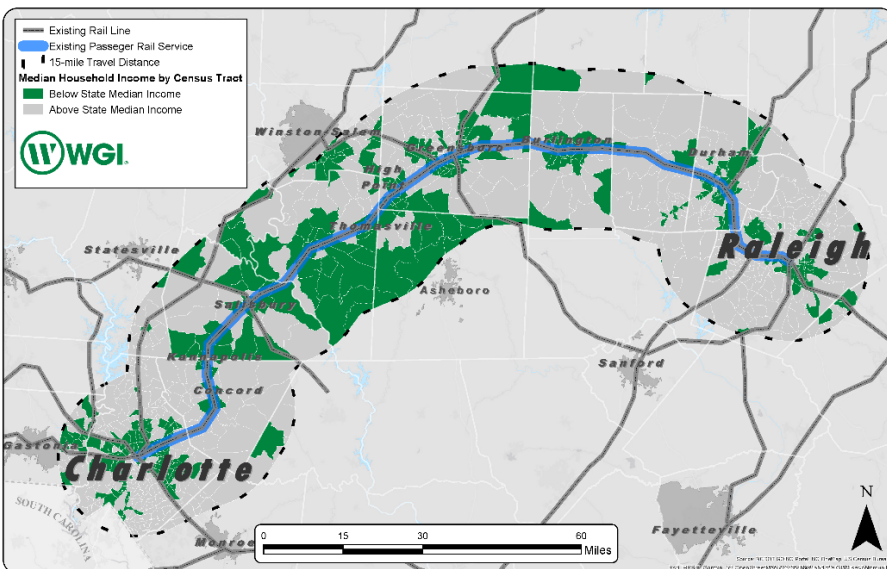 Existing Rail Line
Existing Passeger Rail Service
15-mile Travel Distance
Median Household Income by Census Tract
Below State Median Income
Above State Median Income
WGI
Winston-Salem
Greensboro
Burlington
Durham
High
Point
Thomasville
Raleigh
Statesville
Asheboro
Salisbury
Kannapolis
Sanford
Concord
Gastonia
Charlotte
SOUTH CAROLINA
Monroe
Fayetteville
N
0 15 30 60
Miles